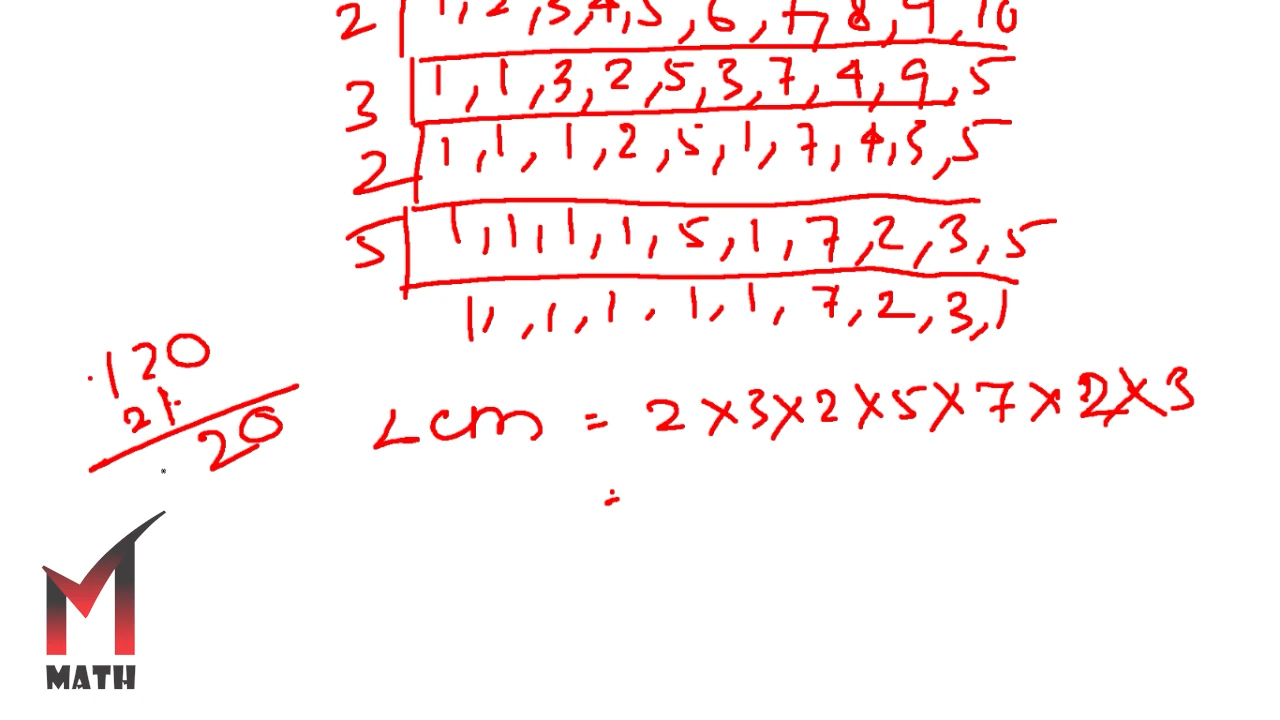 2 | 1, 2, 3, 4, 5, 6, 7, 8, 9, 10
3 | 1, 1, 3, 2, 5, 3, 7, 4, 9, 5
2 | 1, 1, 1, 2, 5, 1, 7, 4, 3, 5
5 | 1, 1, 1, 1, 5, 1, 7, 2, 3, 5
1, 1, 1, 1, 1, 7, 2, 3, 1
120
21
20
Lcm = 2 × 3 × 2 × 5 × 7 × 2 × 3
=
MATH